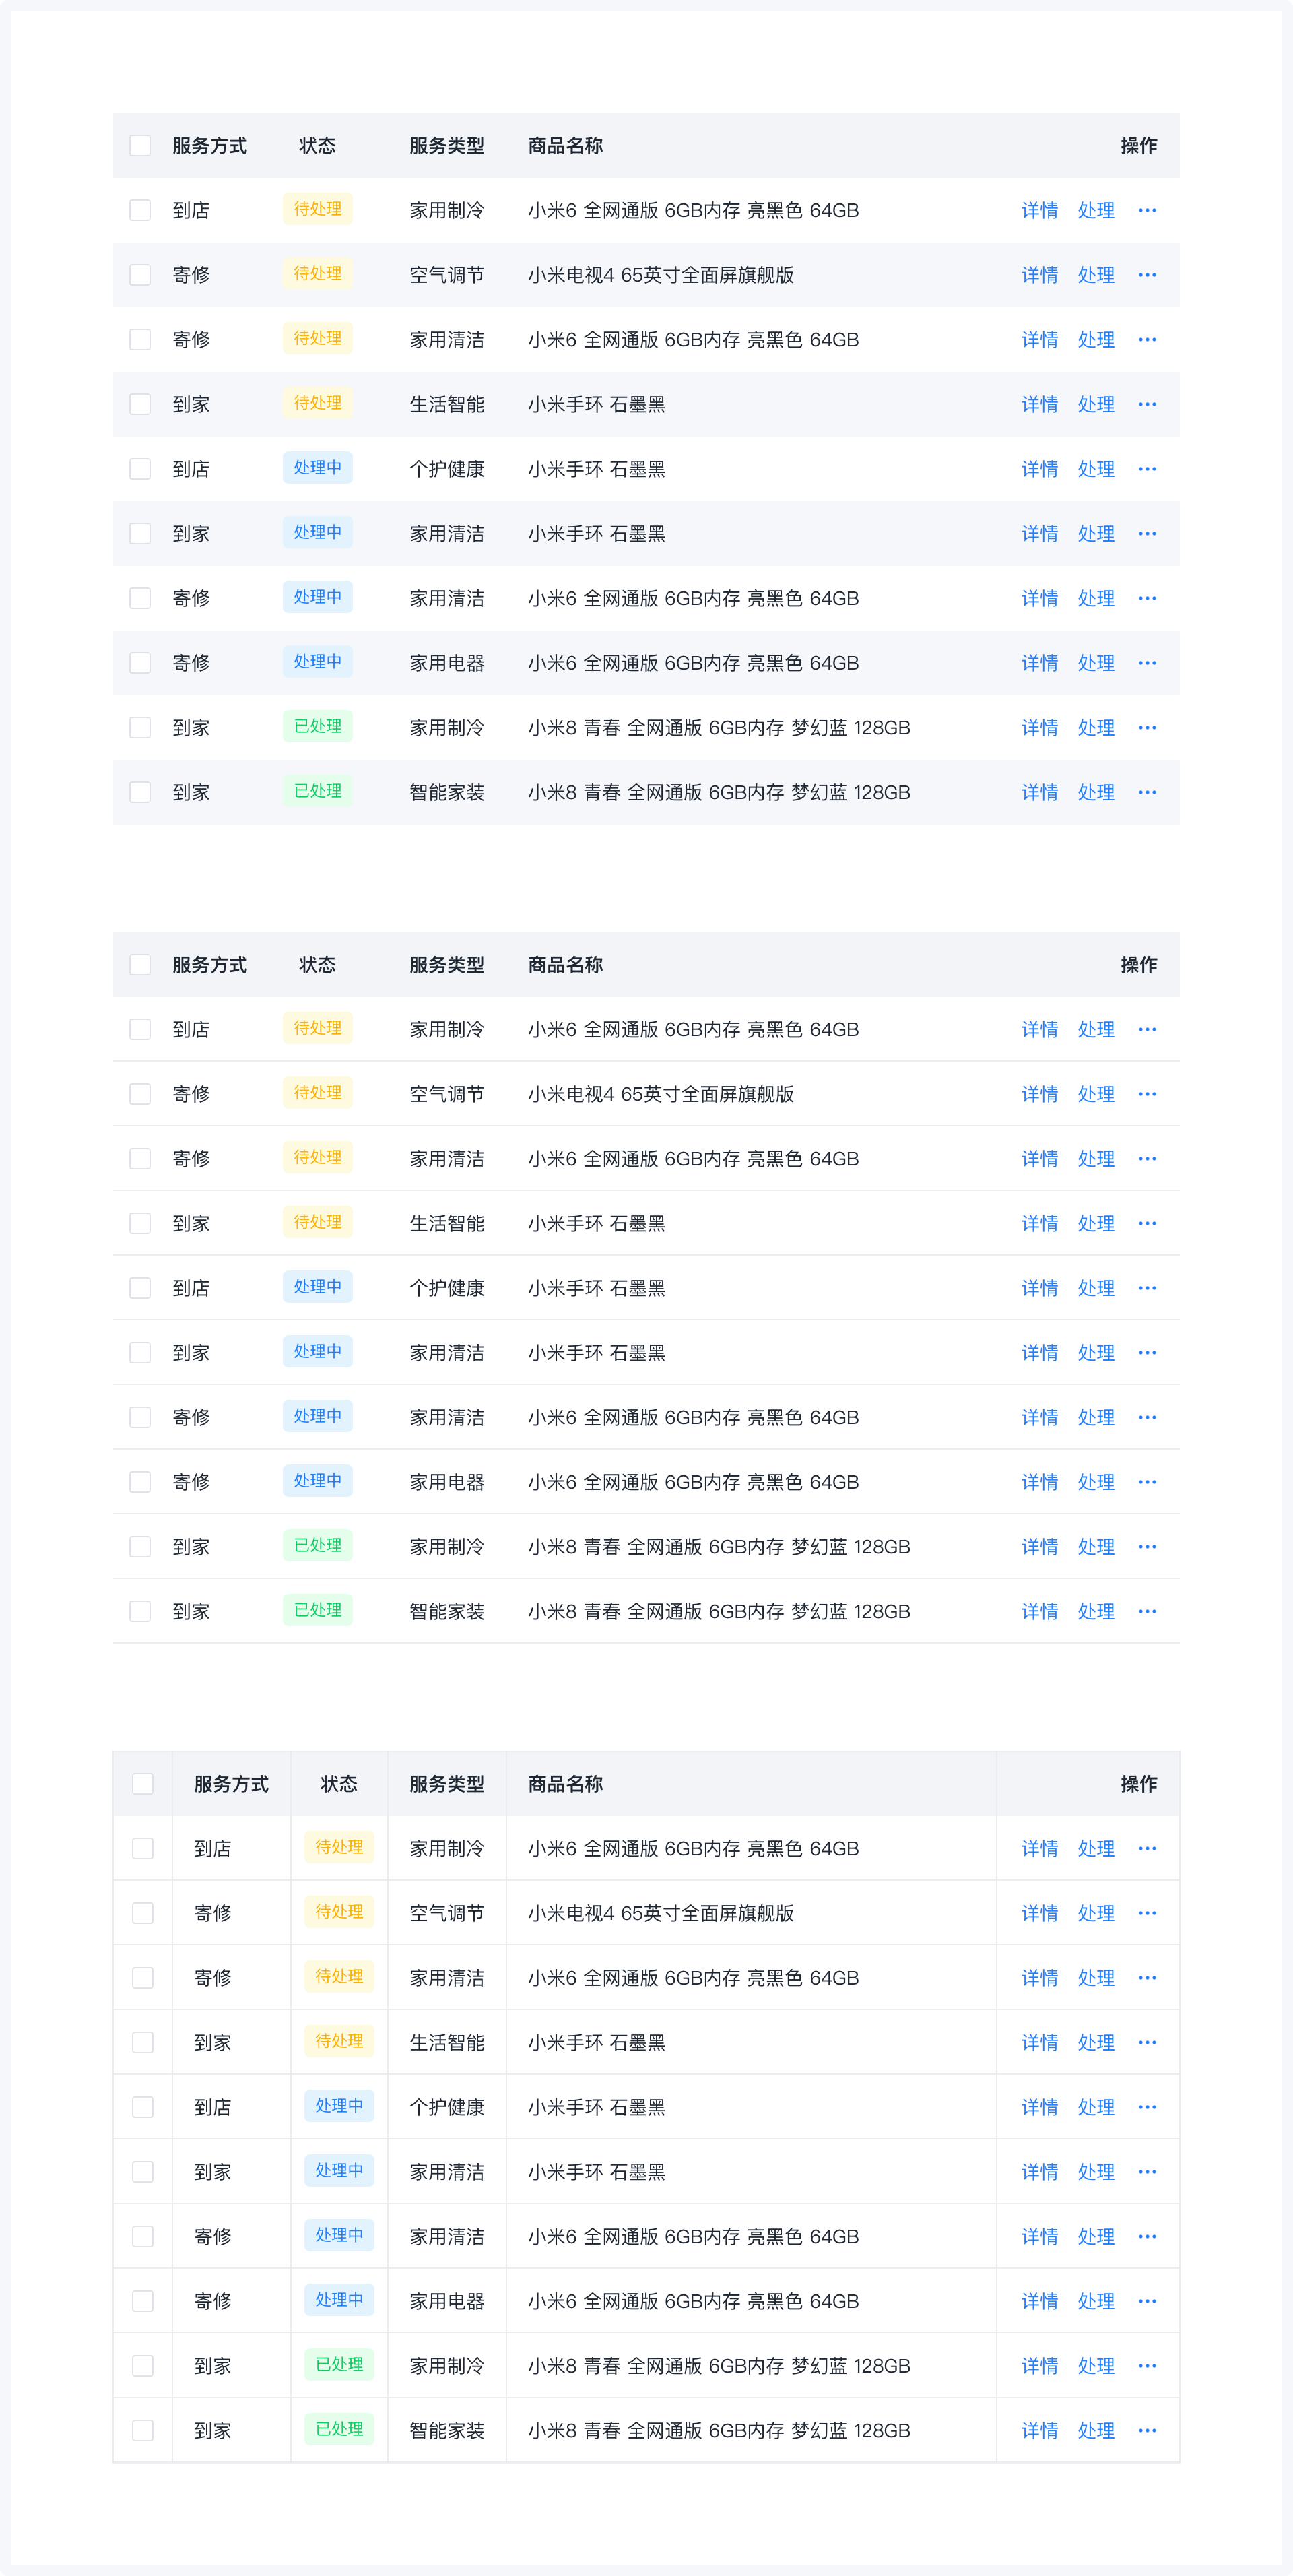 服务方式 状态 服务类型 商品名称 操作
到店 待处理 家用制冷 小米6 全网通版 6GB内存 亮黑色 64GB 详情 处理 ···
寄修 待处理 空气调节 小米电视4 65英寸全面屏旗舰版 详情 处理 ···
寄修 待处理 家用清洁 小米6 全网通版 6GB内存 亮黑色 64GB 详情 处理 ···
到家 待处理 生活智能 小米手环 石墨黑 详情 处理 ···
到店 处理中 个护健康 小米手环 石墨黑 详情 处理 ···
到家 处理中 家用清洁 小米手环 石墨黑 详情 处理 ···
寄修 处理中 家用清洁 小米6 全网通版 6GB内存 亮黑色 64GB 详情 处理 ···
寄修 处理中 家用电器 小米6 全网通版 6GB内存 亮黑色 64GB 详情 处理 ···
到家 已处理 家用制冷 小米8 青春 全网通版 6GB内存 梦幻蓝 128GB 详情 处理 ···
到家 已处理 智能家装 小米8 青春 全网通版 6GB内存 梦幻蓝 128GB 详情 处理 ···
服务方式 状态 服务类型 商品名称 操作
到店 待处理 家用制冷 小米6 全网通版 6GB内存 亮黑色 64GB 详情 处理 ···
寄修 待处理 空气调节 小米电视4 65英寸全面屏旗舰版 详情 处理 ···
寄修 待处理 家用清洁 小米6 全网通版 6GB内存 亮黑色 64GB 详情 处理 ···
到家 待处理 生活智能 小米手环 石墨黑 详情 处理 ···
到店 处理中 个护健康 小米手环 石墨黑 详情 处理 ···
到家 处理中 家用清洁 小米手环 石墨黑 详情 处理 ···
寄修 处理中 家用清洁 小米6 全网通版 6GB内存 亮黑色 64GB 详情 处理 ···
寄修 处理中 家用电器 小米6 全网通版 6GB内存 亮黑色 64GB 详情 处理 ···
到家 已处理 家用制冷 小米8 青春 全网通版 6GB内存 梦幻蓝 128GB 详情 处理 ···
到家 已处理 智能家装 小米8 青春 全网通版 6GB内存 梦幻蓝 128GB 详情 处理 ···
服务方式 状态 服务类型 商品名称 操作
到店 待处理 家用制冷 小米6 全网通版 6GB内存 亮黑色 64GB 详情 处理 ···
寄修 待处理 空气调节 小米电视4 65英寸全面屏旗舰版 详情 处理 ···
寄修 待处理 家用清洁 小米6 全网通版 6GB内存 亮黑色 64GB 详情 处理 ···
到家 待处理 生活智能 小米手环 石墨黑 详情 处理 ···
到店 处理中 个护健康 小米手环 石墨黑 详情 处理 ···
到家 处理中 家用清洁 小米手环 石墨黑 详情 处理 ···
寄修 处理中 家用清洁 小米6 全网通版 6GB内存 亮黑色 64GB 详情 处理 ···
寄修 处理中 家用电器 小米6 全网通版 6GB内存 亮黑色 64GB 详情 处理 ···
到家 已处理 家用制冷 小米8 青春 全网通版 6GB内存 梦幻蓝 128GB 详情 处理 ···
到家 已处理 智能家装 小米8 青春 全网通版 6GB内存 梦幻蓝 128GB 详情 处理 ···